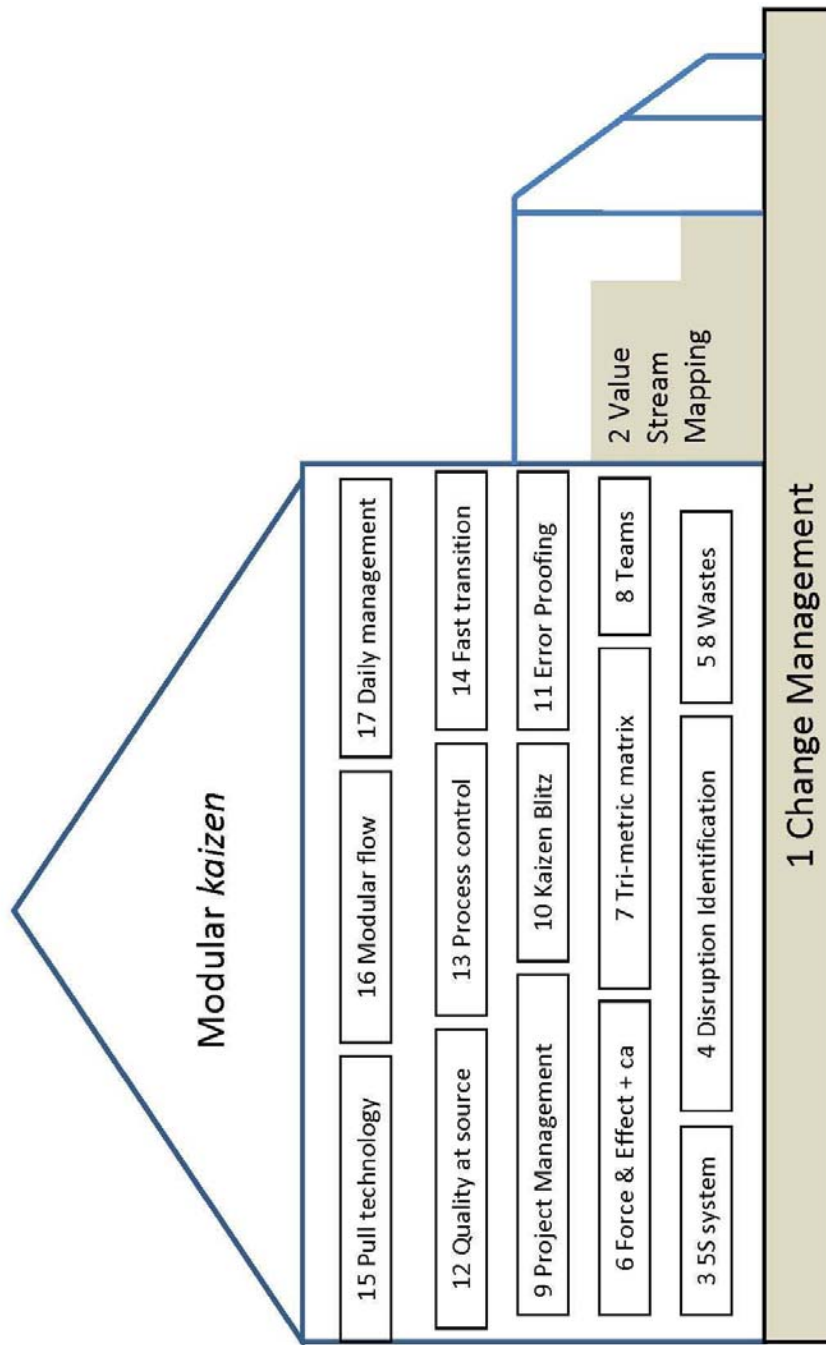 Modular kaizen
15 Pull technology
16 Modular flow
17 Daily management
12 Quality at source
13 Process control
14 Fast transition
9 Project Management
10 Kaizen Blitz
11 Error Proofing
6 Force & Effect + ca
7 Tri-metric matrix
8 Teams
3 5S system
4 Disruption Identification
5 8 Wastes
2 Value
Stream
Mapping
1 Change Management